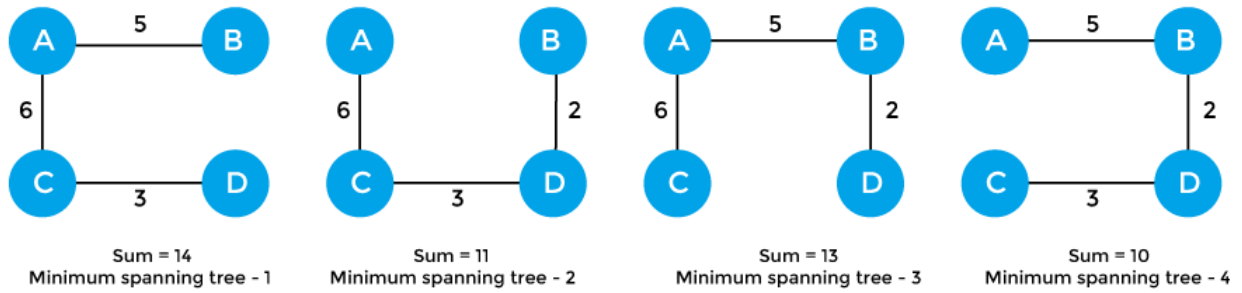 A 5 B
6
C 3 D
Sum = 14
Minimum spanning tree - 1
A B
6 2
C 3 D
Sum = 11
Minimum spanning tree - 2
A 5 B
6 2
C D
Sum = 13
Minimum spanning tree - 3
A 5 B
2
C 3 D
Sum = 10
Minimum spanning tree - 4